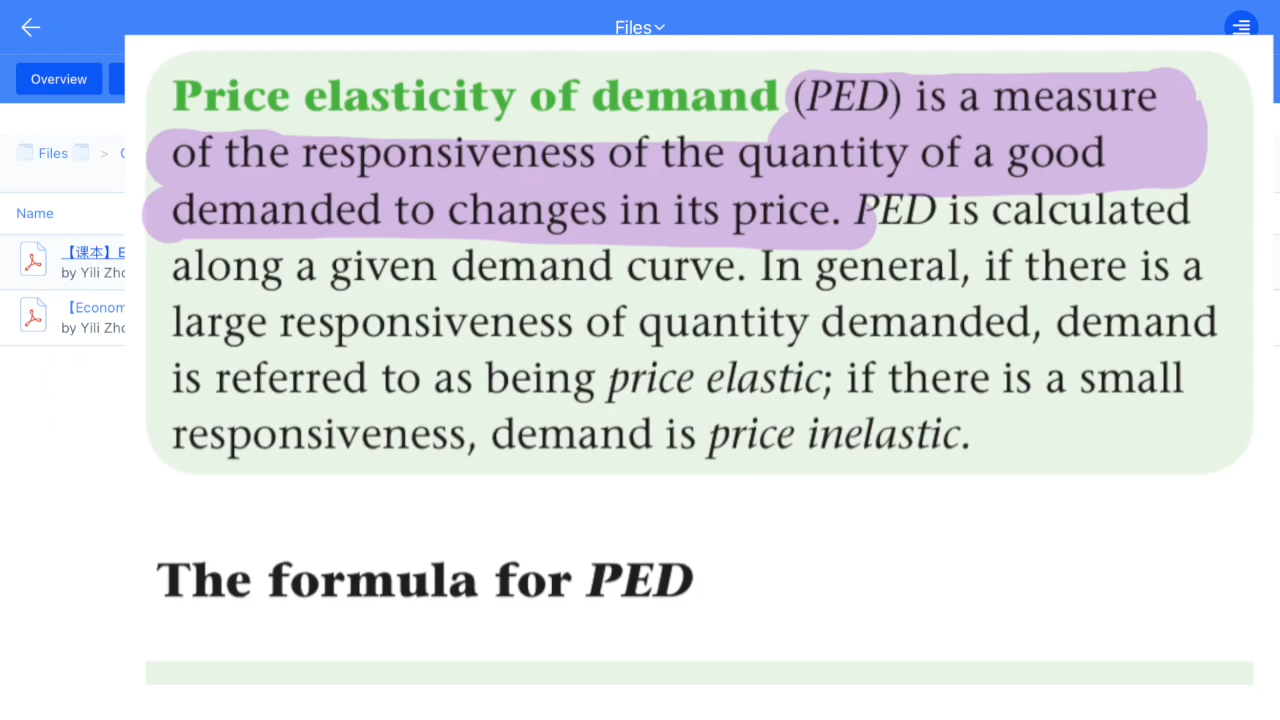 Files
Overview
Files >
Name
【课本】E
by Yili Zho
【Econom
by Yili Zho
Price elasticity of demand (PED) is a measure
of the responsiveness of the quantity of a good
demanded to changes in its price. PED is calculated
along a given demand curve. In general, if there is a
large responsiveness of quantity demanded, demand
is referred to as being price elastic; if there is a small
responsiveness, demand is price inelastic.
The formula for PED